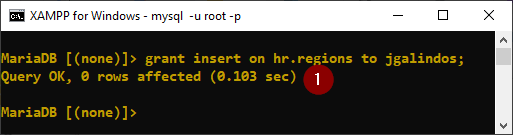 XAMPP for Windows - mysql  -u root -p
MariaDB [(none)]> grant insert on hr.regions to jgalindos;
Query OK, 0 rows affected (0.103 sec)
1
MariaDB [(none)]>